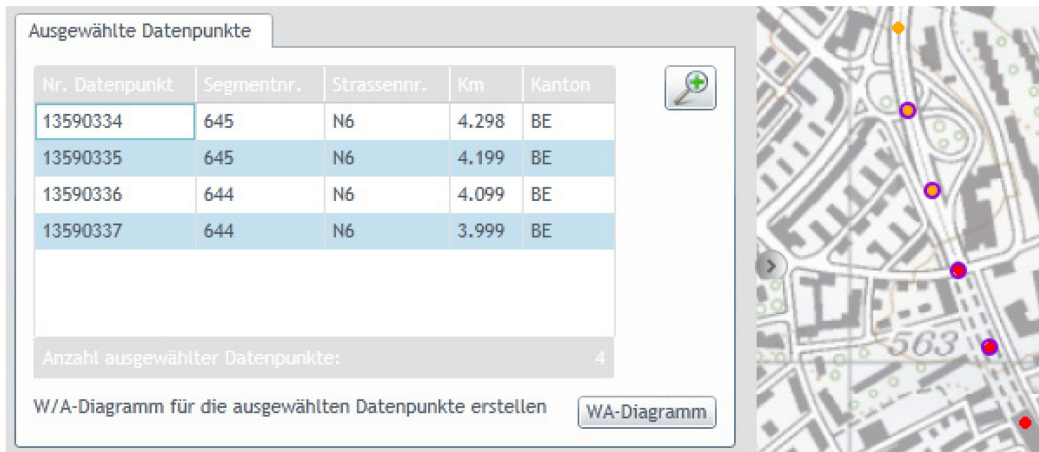 Ausgewählte Datenpunkte
Nr. Datenpunkt Segmentnr. Strassennr. Km Kanton
13590334 645 N6 4.298 BE
13590335 645 N6 4.199 BE
13590336 644 N6 4.099 BE
13590337 644 N6 3.999 BE
Anzahl ausgewählter Datenpunkte: 4
W/A-Diagramm für die ausgewählten Datenpunkte erstellen WA-Diagramm
563